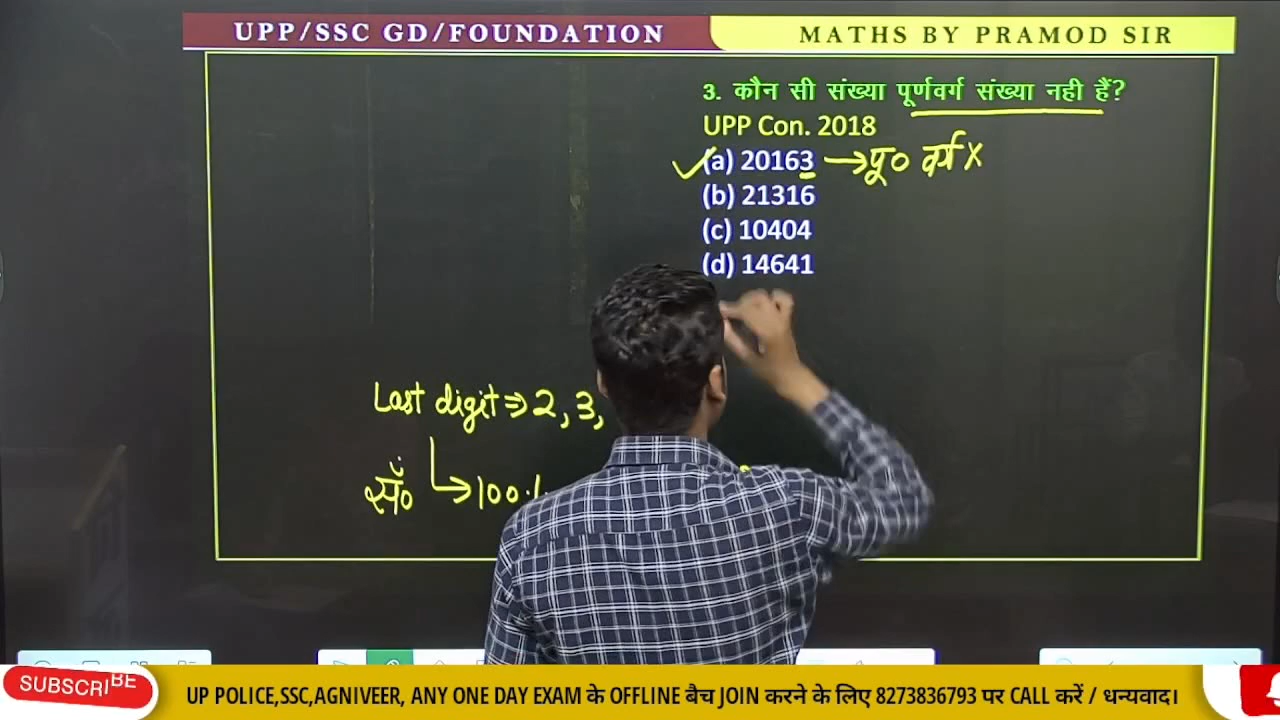 UPP/SSC GD/FOUNDATION
MATHS BY PRAMOD SIR
3. कौन सी संख्या पूर्णवर्ग संख्या नही हैं?
UPP Con. 2018
(a) 20163 → पू० वर्ग X
(b) 21316
(c) 10404
(d) 14641
Last digit ⇒ 2, 3,
सं० → 100
SUBSCRIBE
UP POLICE,SSC,AGNIVEER, ANY ONE DAY EXAM के OFFLINE बैच JOIN करने के लिए 8273836793 पर CALL करें / धन्यवाद।